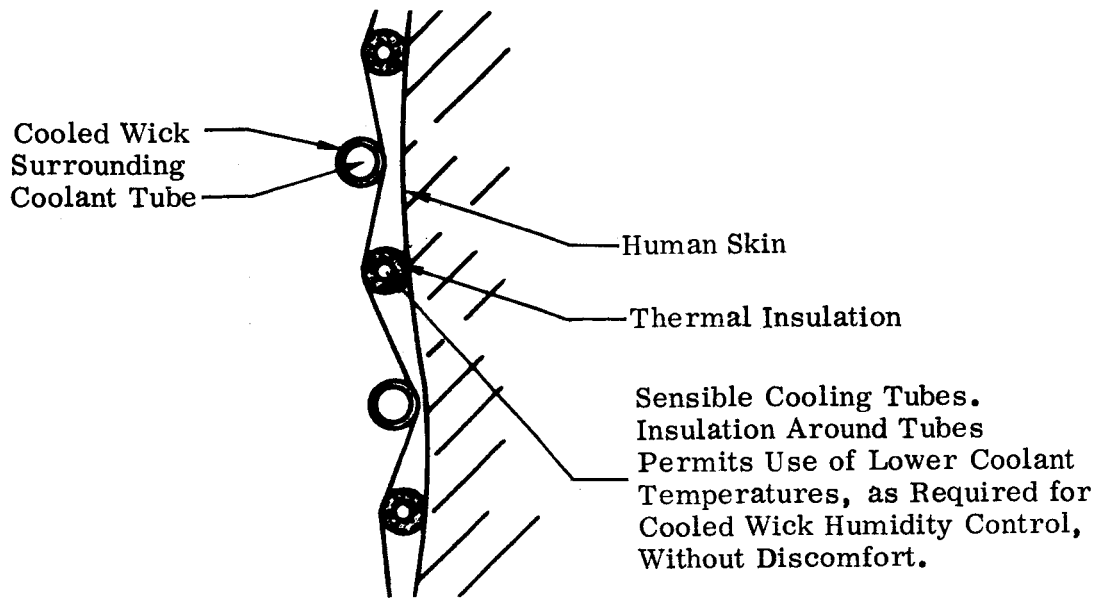 Cooled Wick
Surrounding
Coolant Tube
Human Skin
Thermal Insulation
Sensible Cooling Tubes.
Insulation Around Tubes
Permits Use of Lower Coolant
Temperatures, as Required for
Cooled Wick Humidity Control,
Without Discomfort.